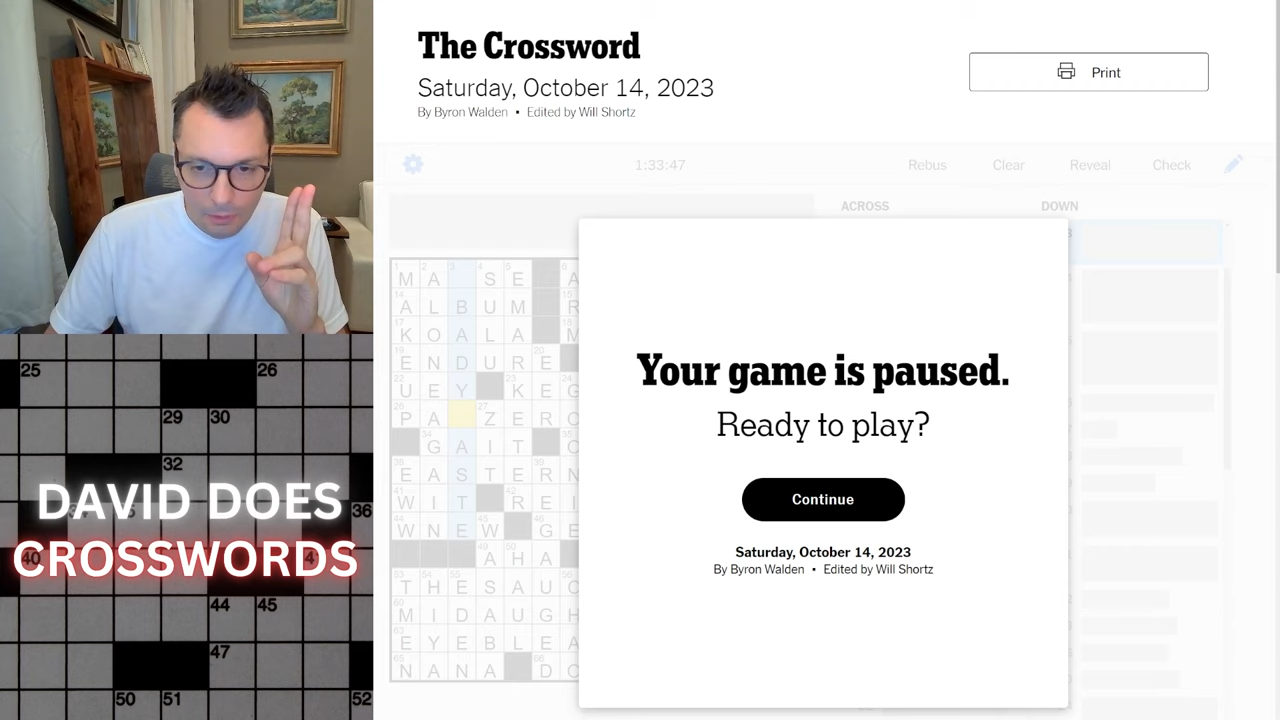 The Crossword
Saturday, October 14, 2023
By Byron Walden • Edited by Will Shortz
Print
1:33:47
Rebus
Clear
Reveal
Check
ACROSS
DOWN
Your game is paused.
Ready to play?
Continue
Saturday, October 14, 2023
By Byron Walden • Edited by Will Shortz
M A S E
A L B U M
K O A L A
E N D U R E
U E Y K E G
P A Z E R O
G A I T
E A S T E R N
W I T R E I
W N E W G E
A H A
T H E S A U C
M I D A U G H
E Y E B L E A
N A N A D O
25
26
29 30
32
DAVID DOES
36
CROSSWORDS
44 45
47
50 51
52